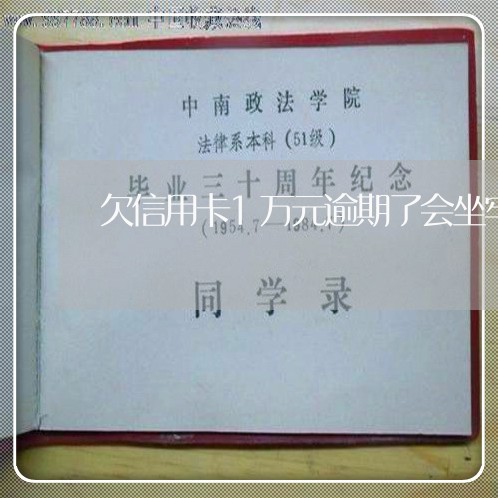 中南政法学院
法律系本科(51级)
毕业三十周年纪念
欠信用卡1万元逾期了会坐牢
(1954.7—1984.7)
同学录